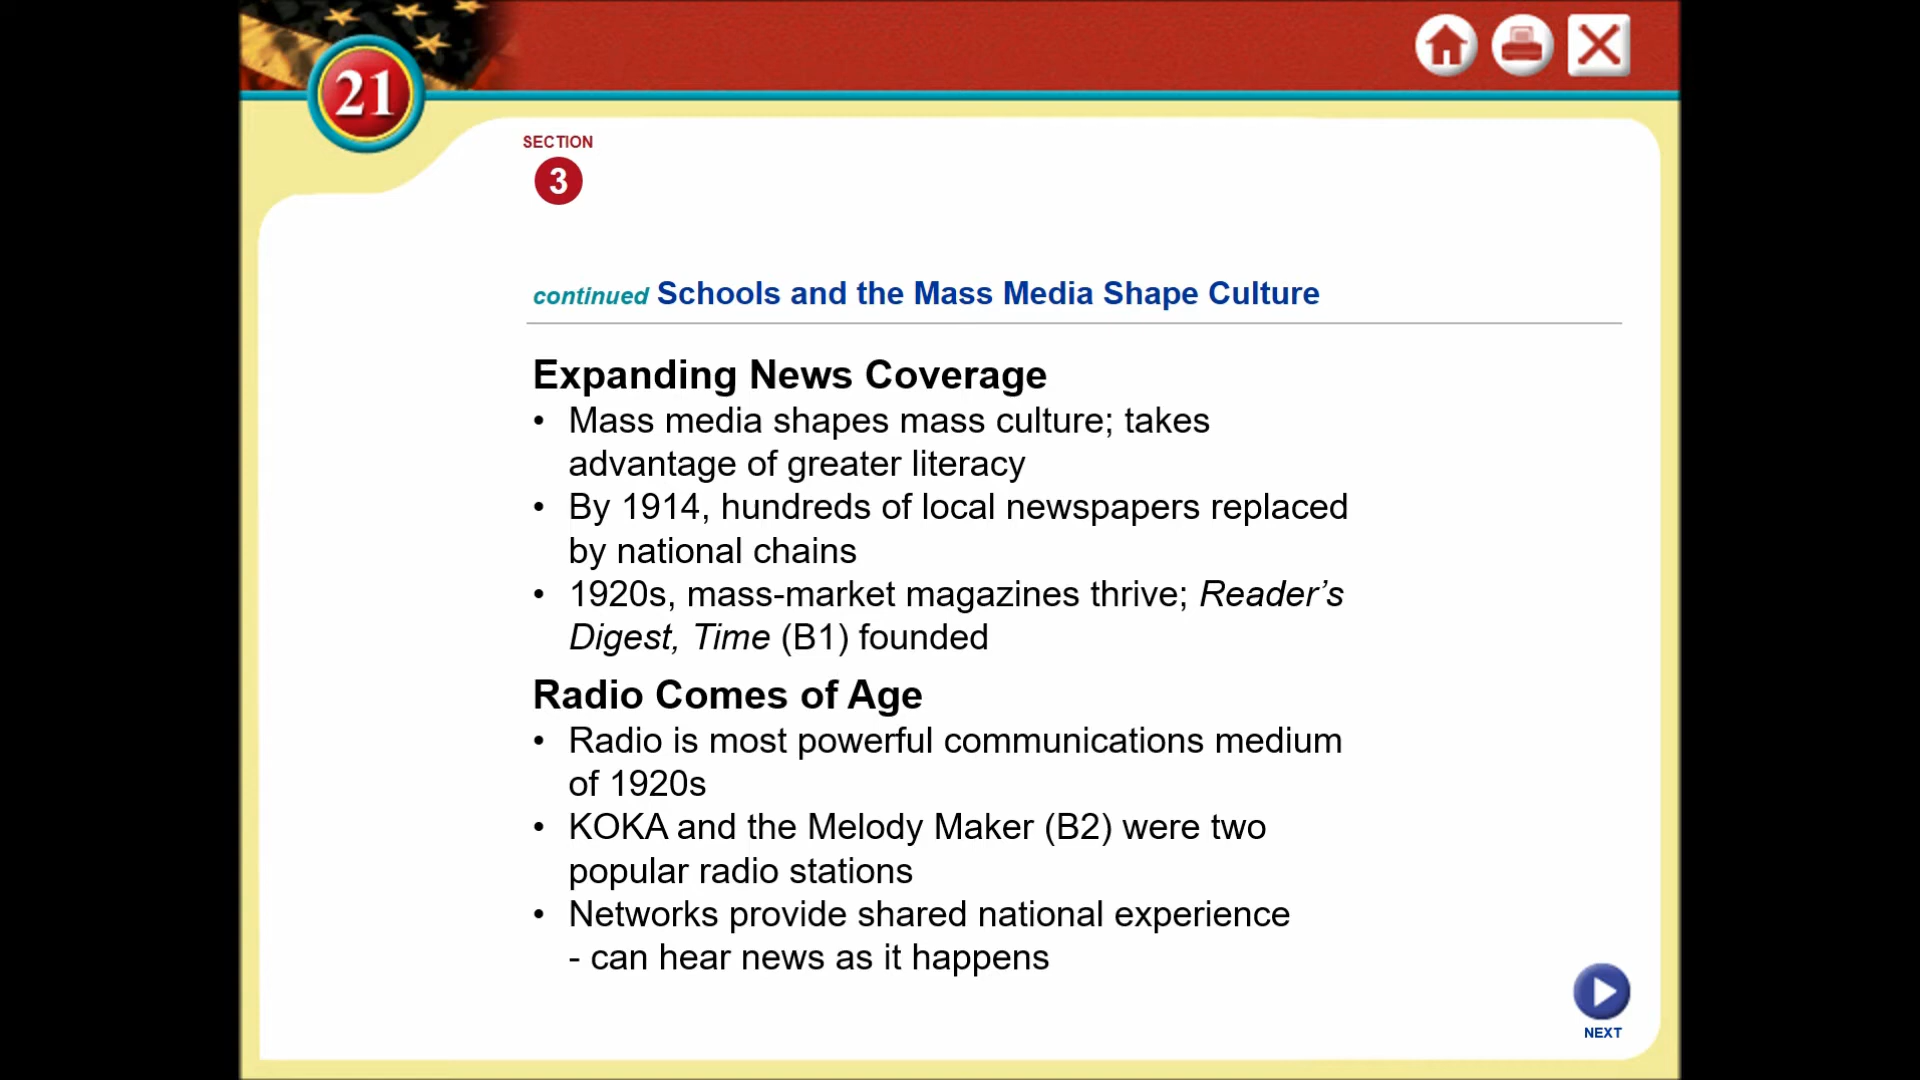 21
SECTION
3
continued Schools and the Mass Media Shape Culture
Expanding News Coverage
• Mass media shapes mass culture; takes
advantage of greater literacy
• By 1914, hundreds of local newspapers replaced
by national chains
• 1920s, mass-market magazines thrive; Reader’s
Digest, Time (B1) founded
Radio Comes of Age
• Radio is most powerful communications medium
of 1920s
• KOKA and the Melody Maker (B2) were two
popular radio stations
• Networks provide shared national experience
- can hear news as it happens
NEXT